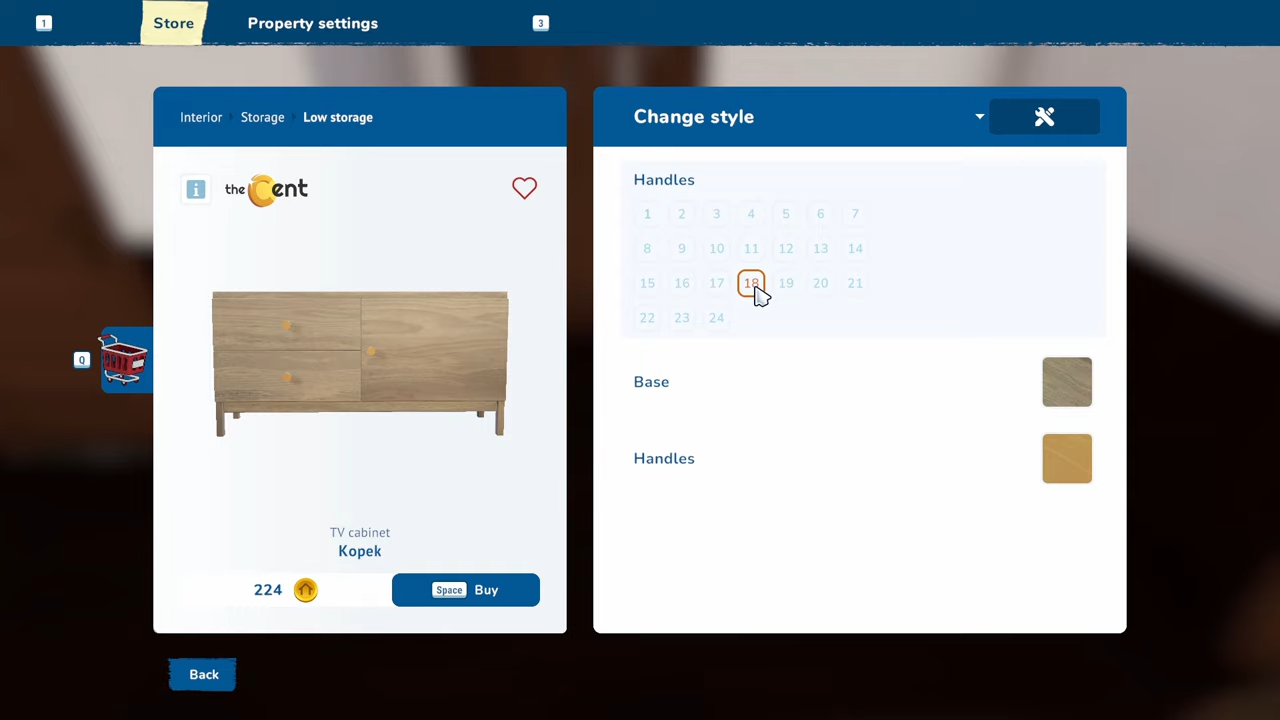 1
Store
Property settings
3
Interior Storage Low storage
the Cent
TV cabinet
Kopek
224
Space Buy
Q
Back
Change style
Handles
1 2 3 4 5 6 7
8 9 10 11 12 13 14
15 16 17 18 19 20 21
22 23 24
Base
Handles